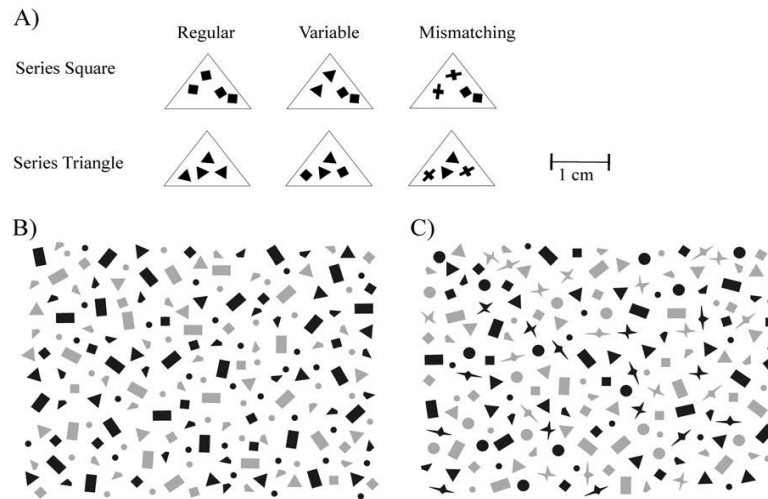 A)
Regular Variable Mismatching
Series Square
Series Triangle
1 cm
B)
C)